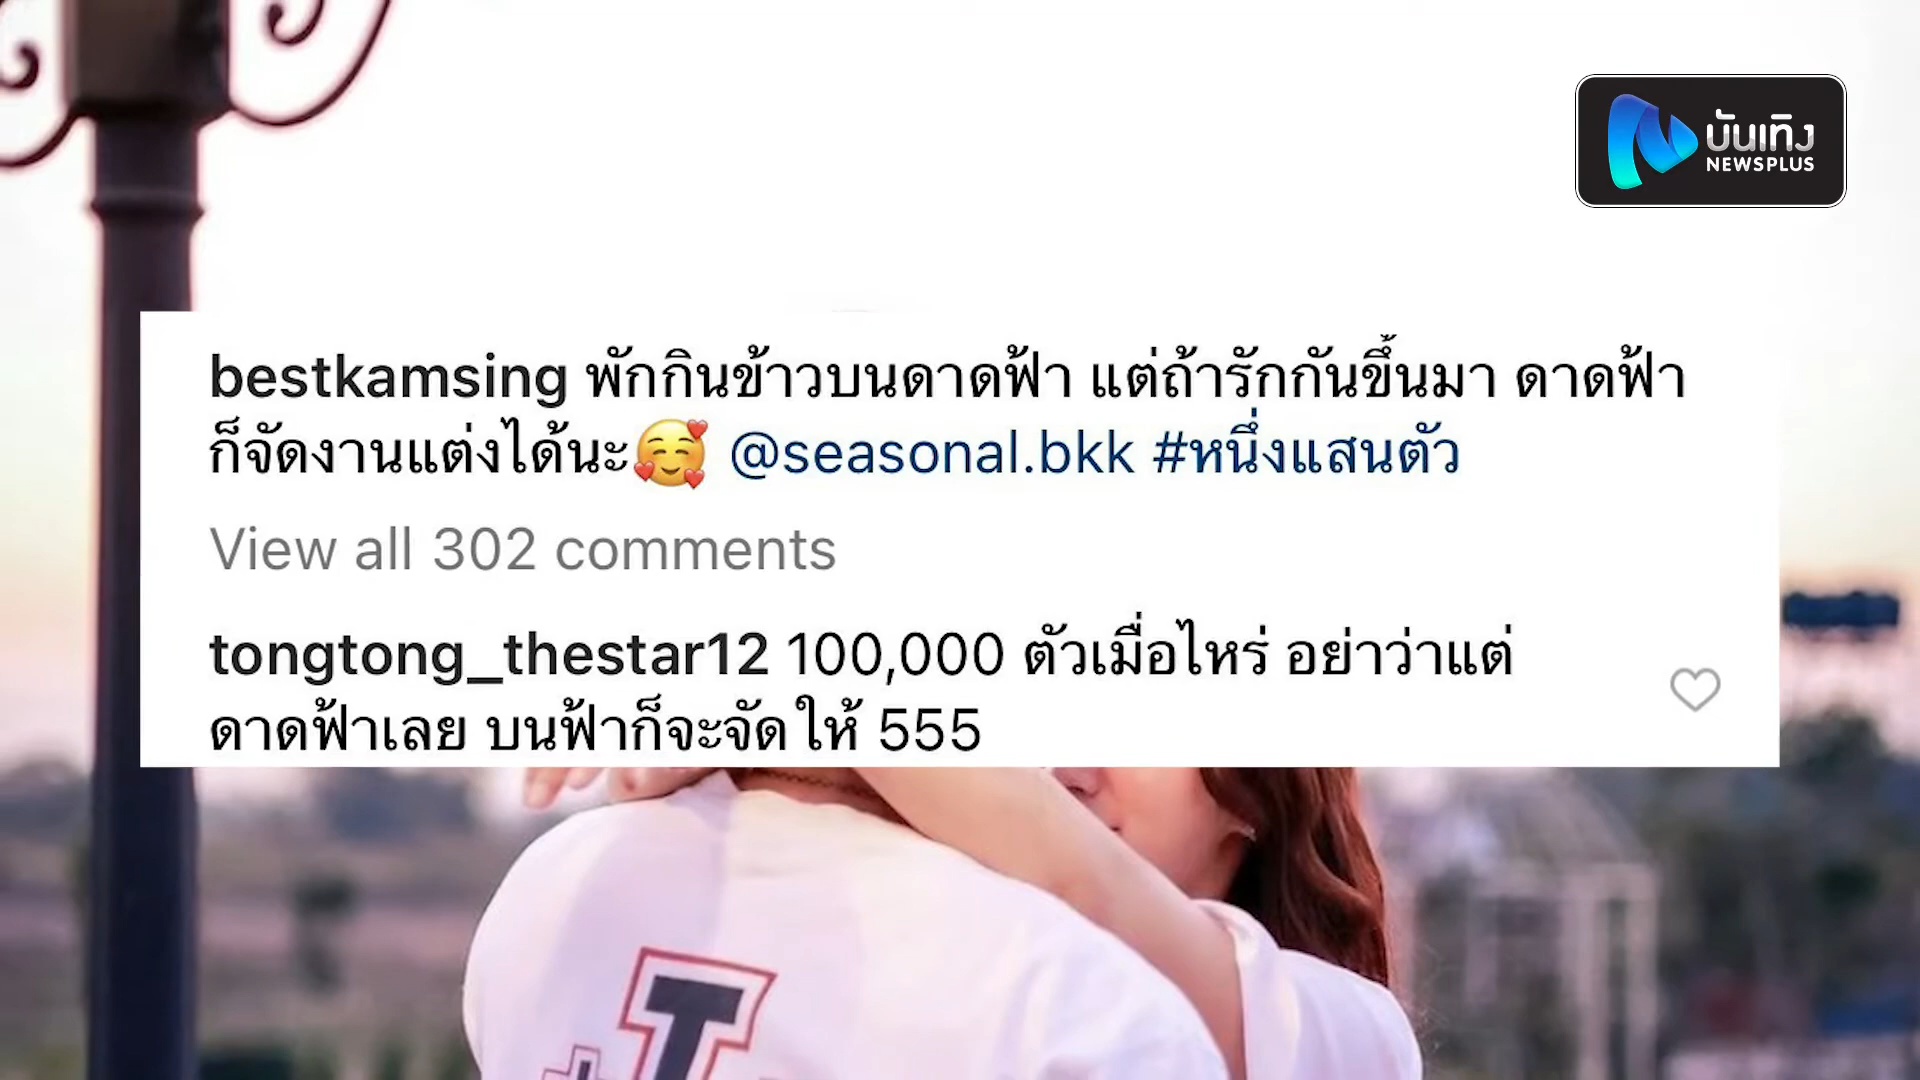 บันเทิง
NEWSPLUS
bestkamsing พักกินข้าวบนดาดฟ้า แต่ถ้ารักกันขึ้นมา ดาดฟ้า
ก็จัดงานแต่งได้นะ🥰 @seasonal.bkk #หนึ่งแสนตัว
View all 302 comments
tongtong_thestar12 100,000 ตัวเมื่อไหร่ อย่าว่าแต่
ดาดฟ้าเลย บนฟ้าก็จะจัดให้ 555